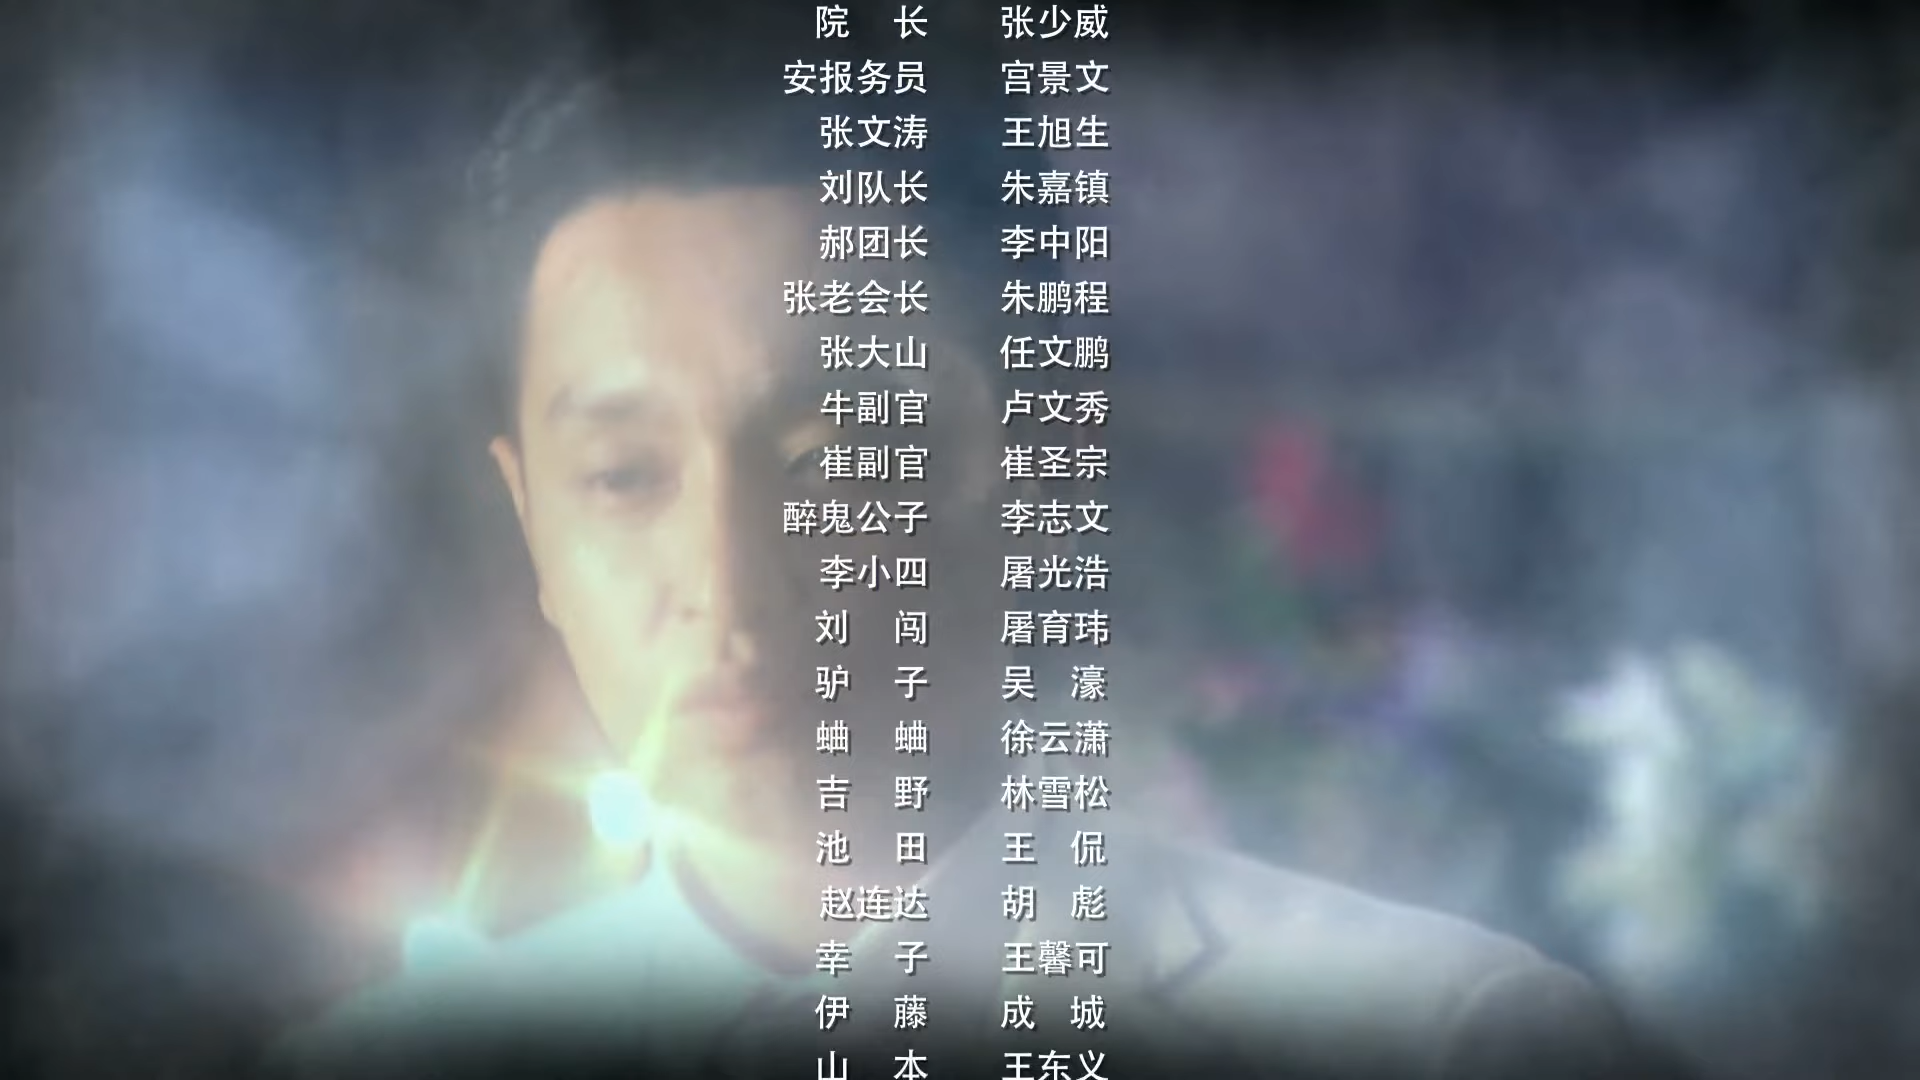 院 长 张少威
安报务员 宫景文
张文涛 王旭生
刘队长 朱嘉镇
郝团长 李中阳
张老会长 朱鹏程
张大山 任文鹏
牛副官 卢文秀
崔副官 崔圣宗
醉鬼公子 李志文
李小四 屠光浩
刘 闯 屠育玮
驴 子 吴 濠
蛐 蛐 徐云潇
吉 野 林雪松
池 田 王 侃
赵连达 胡 彪
幸 子 王馨可
伊 藤 成 城
山 本 王东义